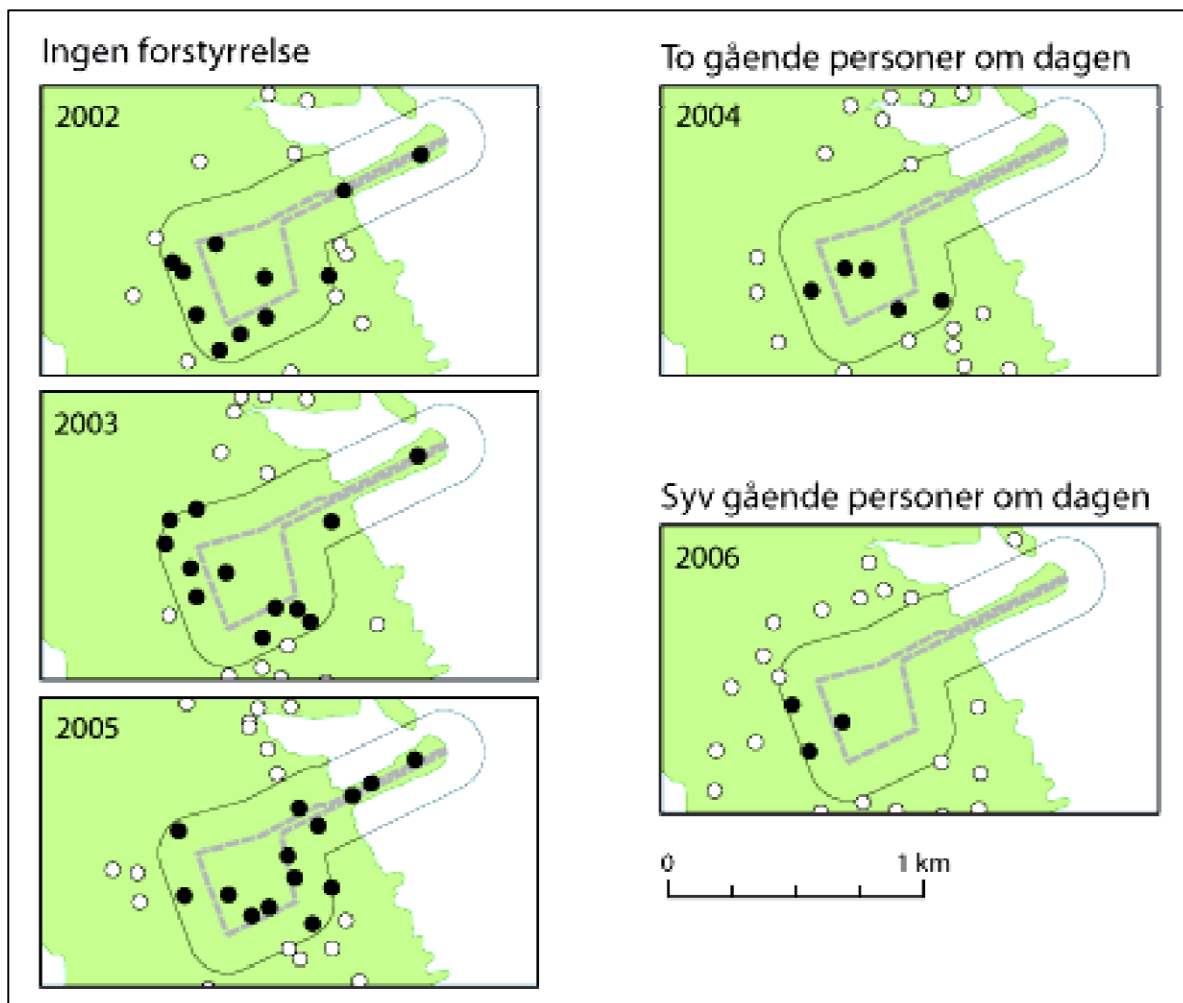 Ingen forstyrrelse
2002
2003
2005
To gående personer om dagen
2004
Syv gående personer om dagen
2006
0 1 km